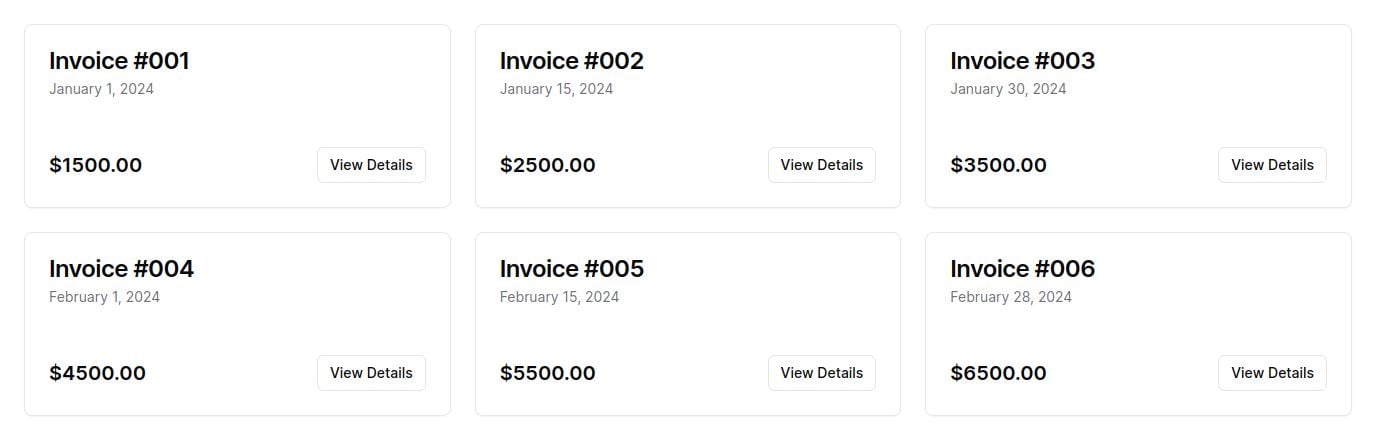 Invoice #001
January 1, 2024
$1500.00
View Details
Invoice #002
January 15, 2024
$2500.00
View Details
Invoice #003
January 30, 2024
$3500.00
View Details
Invoice #004
February 1, 2024
$4500.00
View Details
Invoice #005
February 15, 2024
$5500.00
View Details
Invoice #006
February 28, 2024
$6500.00
View Details